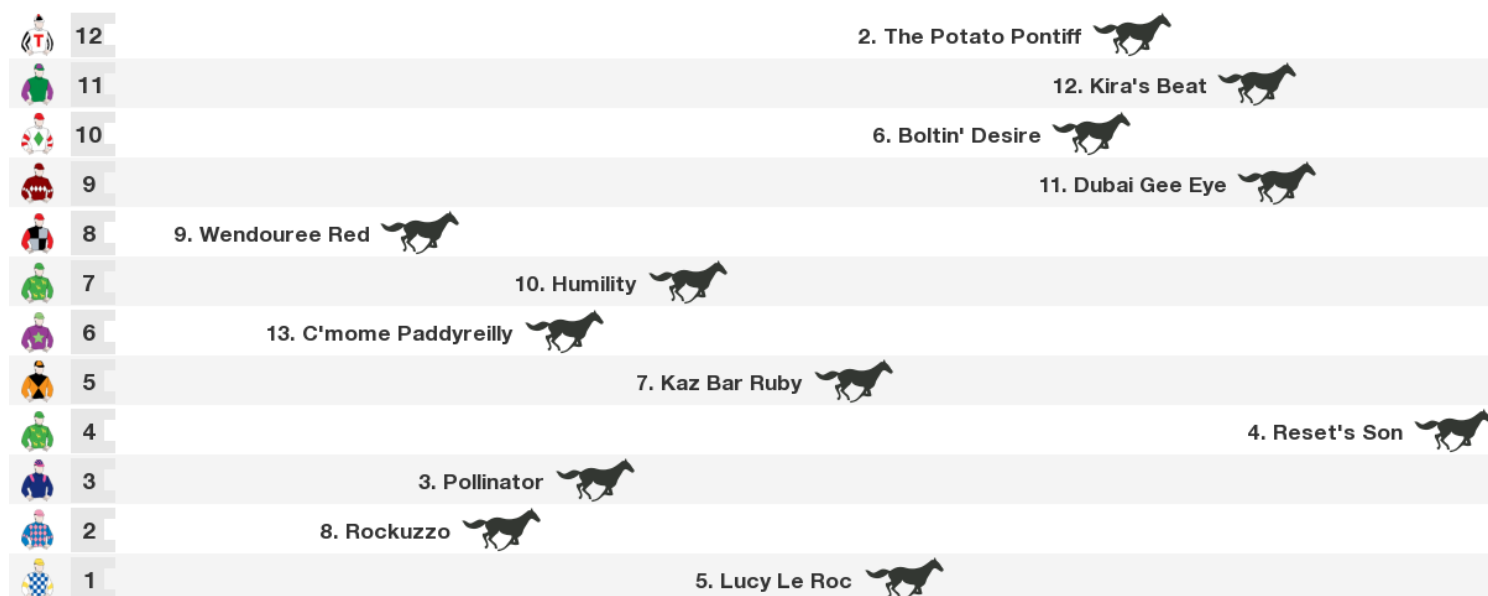 12 2. The Potato Pontiff
11 12. Kira's Beat
10 6. Boltin' Desire
9 11. Dubai Gee Eye
8 9. Wendouree Red
7 10. Humility
6 13. C'mome Paddyreilly
5 7. Kaz Bar Ruby
4 4. Reset's Son
3 3. Pollinator
2 8. Rockuzzo
1 5. Lucy Le Roc
T